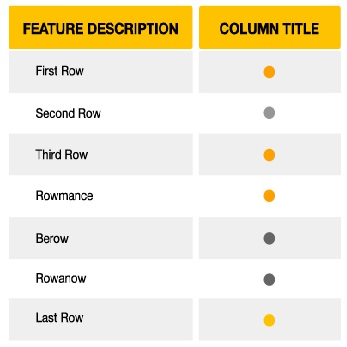 FEATURE DESCRIPTION COLUMN TITLE
First Row
Second Row
Third Row
Rowmance
Berow
Rowanow
Last Row